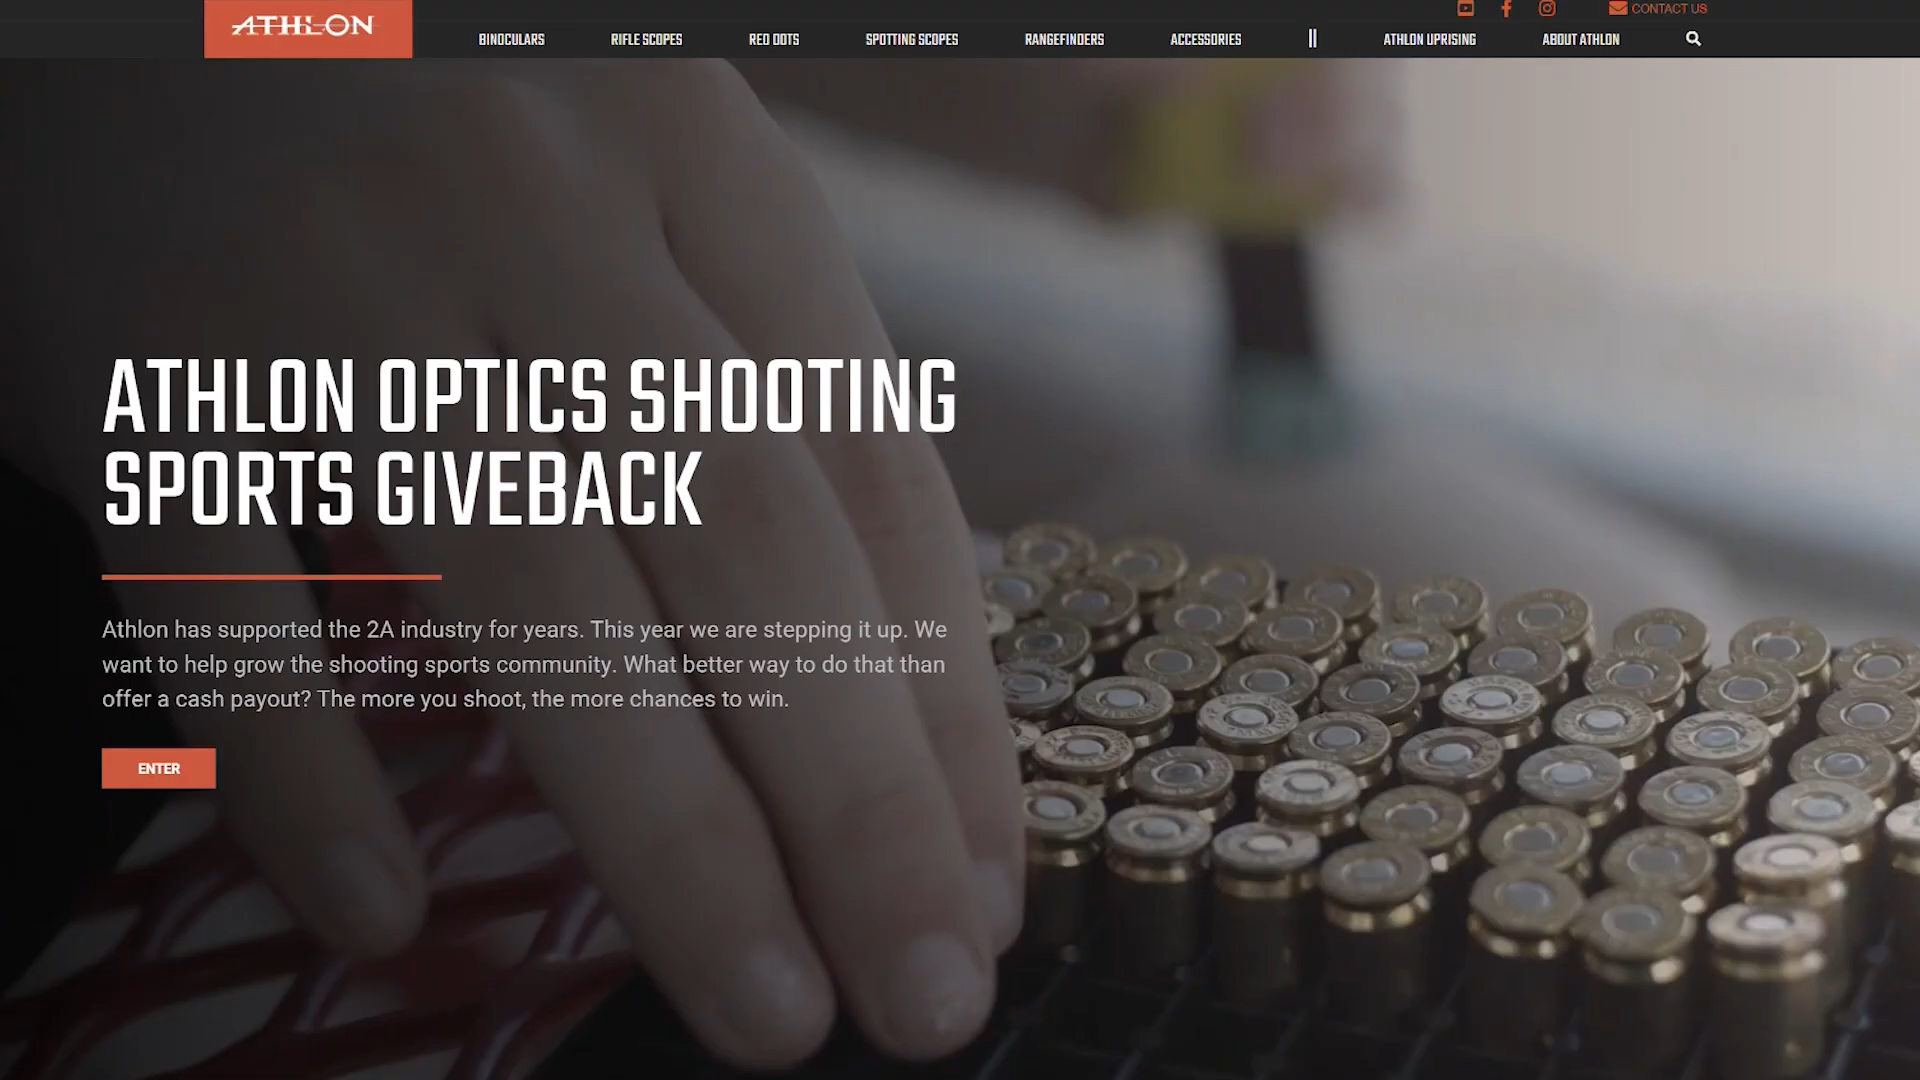 ATHLON
CONTACT US
BINOCULARS
RIFLE SCOPES
RED DOTS
SPOTTING SCOPES
RANGEFINDERS
ACCESSORIES
||
ATHLON UPRISING
ABOUT ATHLON
ATHLON OPTICS SHOOTING
SPORTS GIVEBACK
Athlon has supported the 2A industry for years. This year we are stepping it up. We
want to help grow the shooting sports community. What better way to do that than
offer a cash payout? The more you shoot, the more chances to win.
ENTER